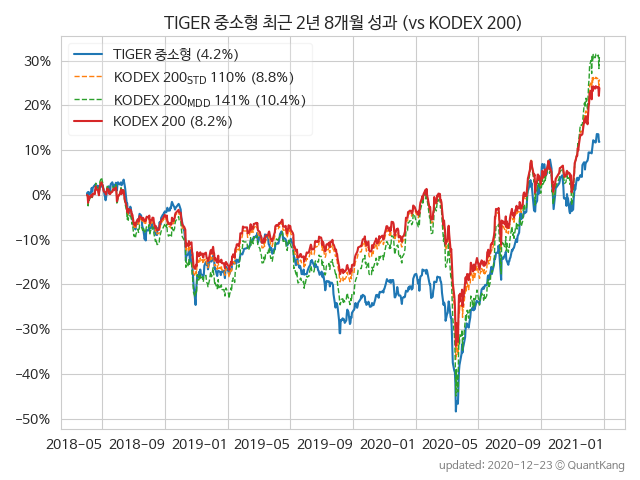 TIGER 중소형 최근 2년 8개월 성과 (vs KODEX 200)
TIGER 중소형 (4.2%)
KODEX 200STD 110% (8.8%)
KODEX 200MDD 141% (10.4%)
KODEX 200 (8.2%)
30%
20%
10%
0%
−10%
−20%
−30%
−40%
−50%
2018-05 2018-09 2019-01 2019-05 2019-09 2020-01 2020-05 2020-09 2021-01
updated: 2020-12-23 ⓒ QuantKang